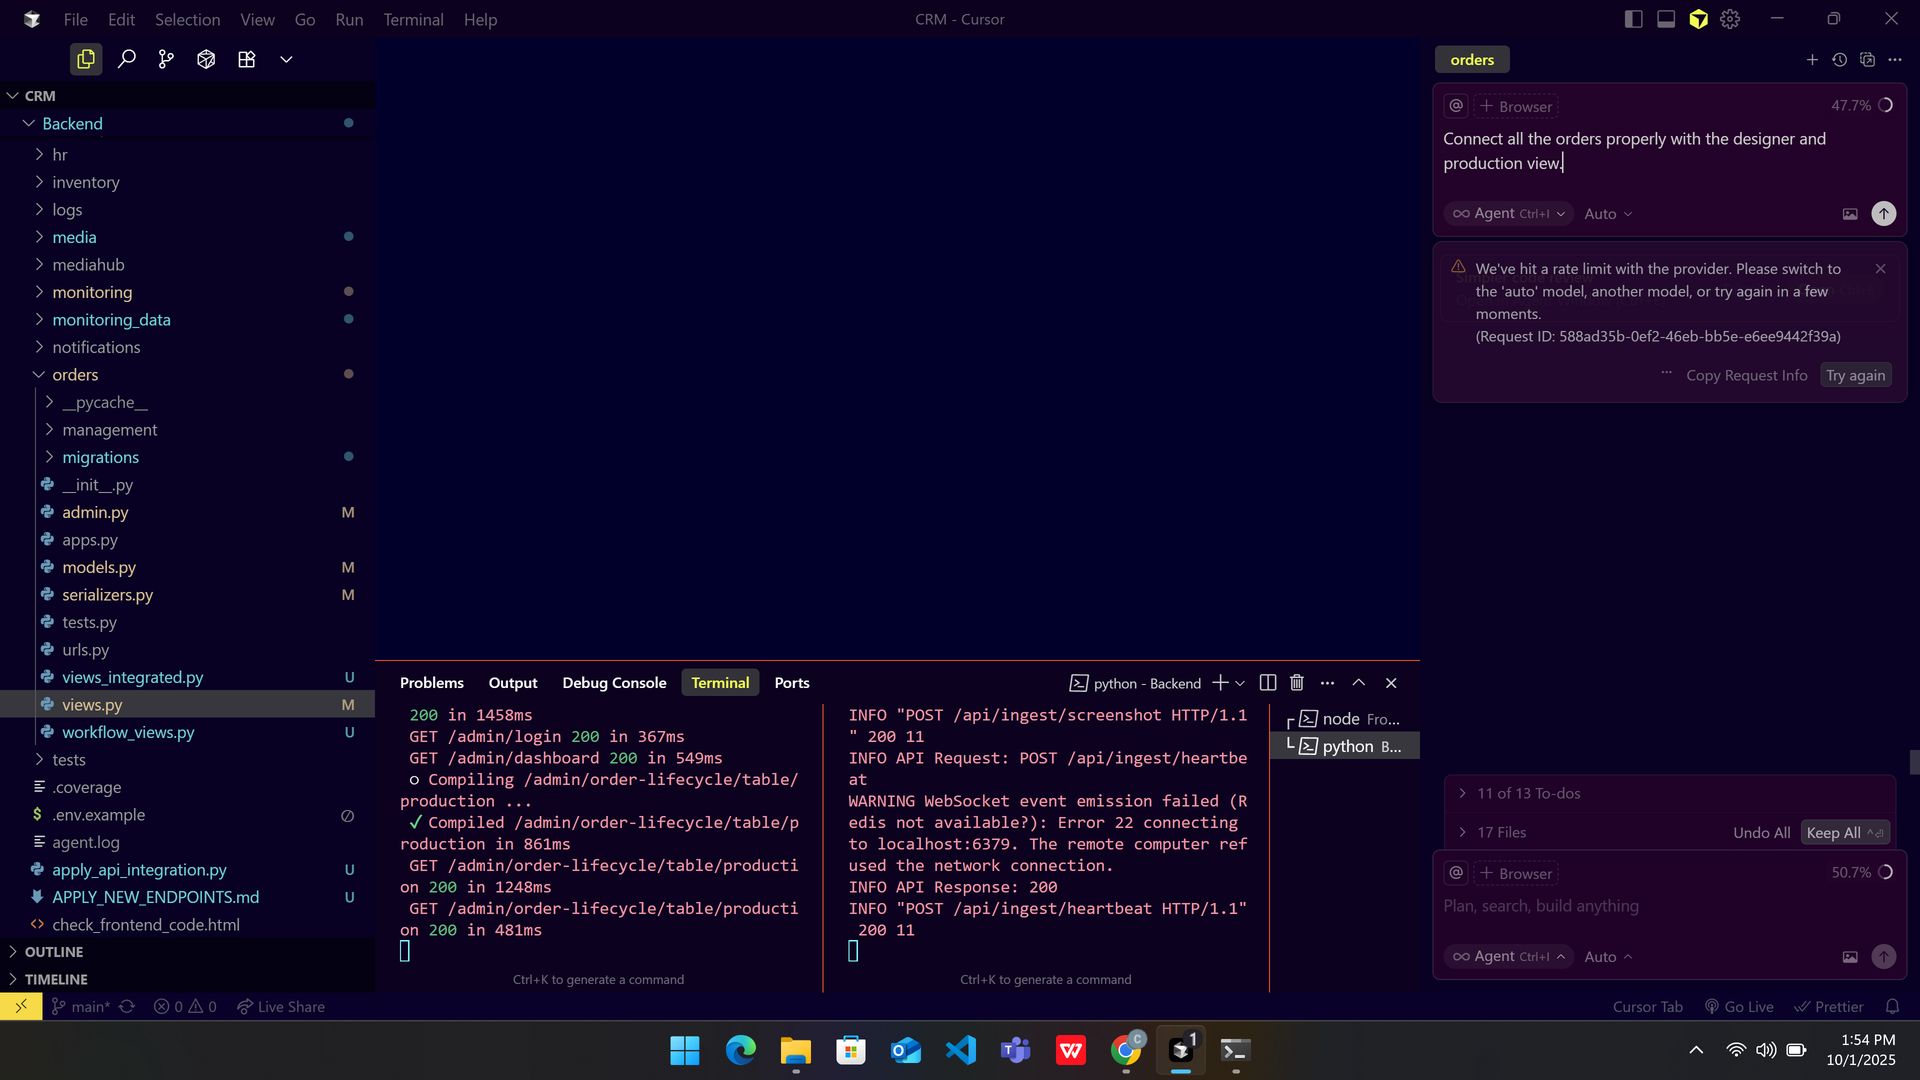 File Edit Selection View Go Run Terminal Help
CRM - Cursor
CRM
Backend
hr
inventory
logs
media
mediahub
monitoring
monitoring_data
notifications
orders
__pycache__
management
migrations
__init__.py
admin.py M
apps.py
models.py M
serializers.py M
tests.py
urls.py
views_integrated.py U
views.py M
workflow_views.py U
tests
.coverage
$ .env.example
agent.log
apply_api_integration.py U
APPLY_NEW_ENDPOINTS.md U
check_frontend_code.html
OUTLINE
TIMELINE
Problems Output Debug Console Terminal Ports
python - Backend
200 in 1458ms
GET /admin/login 200 in 367ms
GET /admin/dashboard 200 in 549ms
○ Compiling /admin/order-lifecycle/table/
production ...
✓ Compiled /admin/order-lifecycle/table/p
roduction in 861ms
GET /admin/order-lifecycle/table/producti
on 200 in 1248ms
GET /admin/order-lifecycle/table/producti
on 200 in 481ms
Ctrl+K to generate a command
INFO "POST /api/ingest/screenshot HTTP/1.1
" 200 11
INFO API Request: POST /api/ingest/heartbe
at
WARNING WebSocket event emission failed (R
edis not available?): Error 22 connecting
to localhost:6379. The remote computer ref
used the network connection.
INFO API Response: 200
INFO "POST /api/ingest/heartbeat HTTP/1.1"
200 11
Ctrl+K to generate a command
node Fro...
python B...
orders
@ + Browser 47.7%
Connect all the orders properly with the designer and
production view.
∞ Agent Ctrl+I Auto
We've hit a rate limit with the provider. Please switch to
the 'auto' model, another model, or try again in a few
moments.
(Request ID: 588ad35b-0ef2-46eb-bb5e-e6ee9442f39a)
... Copy Request Info Try again
11 of 13 To-dos
17 Files Undo All Keep All
@ + Browser 50.7%
Plan, search, build anything
∞ Agent Ctrl+I Auto
main* 0 0 Live Share
Cursor Tab Go Live Prettier
C
1
1:54 PM
10/1/2025